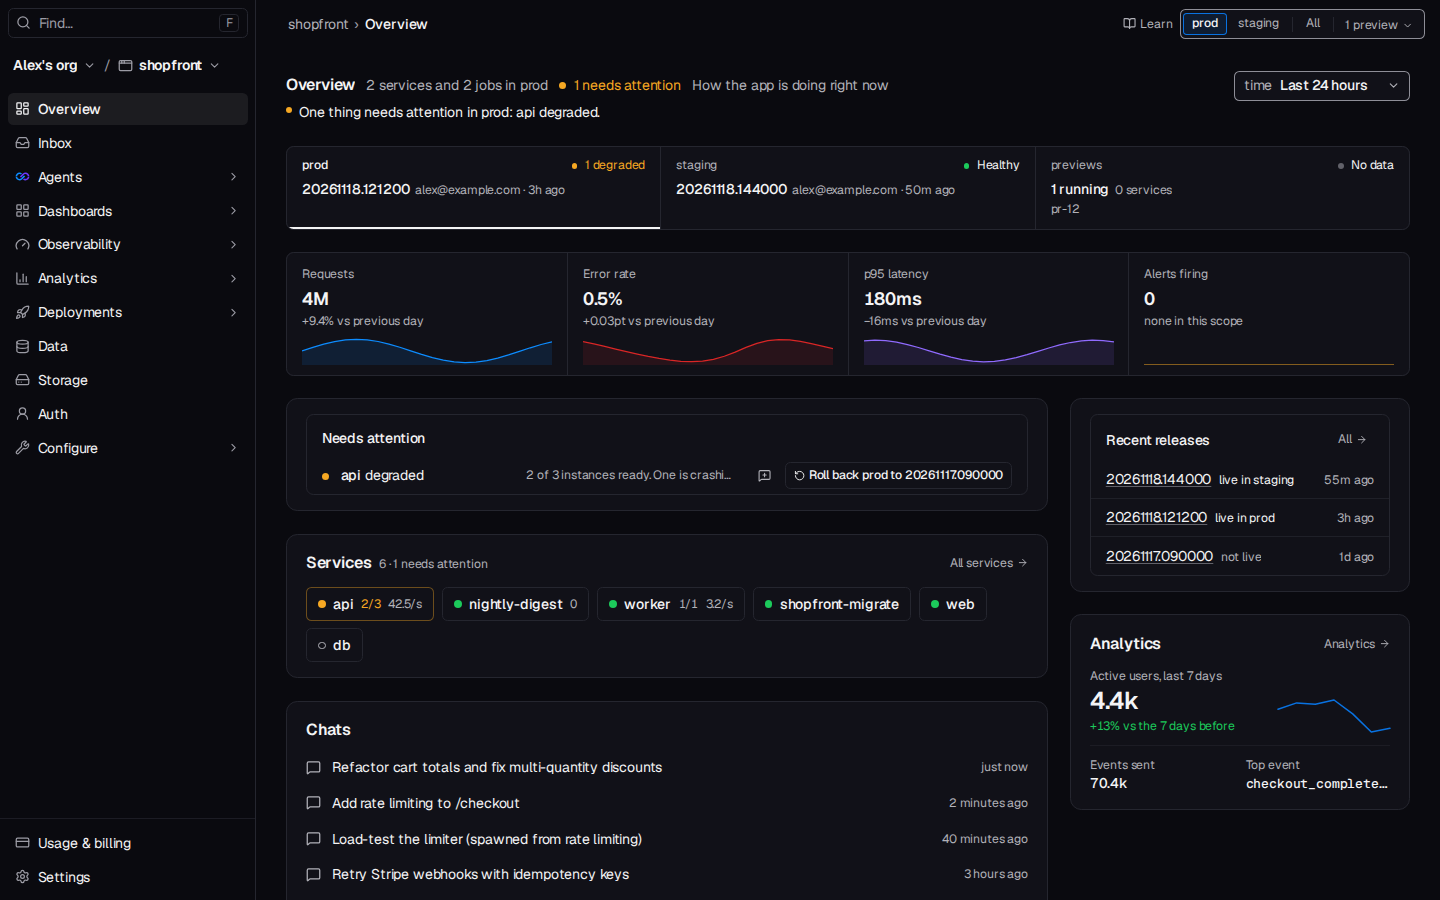 Find... F
Alex's org / shopfront
Overview
Inbox
Agents
Dashboards
Observability
Analytics
Deployments
Data
Storage
Auth
Configure
Usage & billing
Settings
shopfront › Overview
Learn
prod staging All 1 preview
Overview 2 services and 2 jobs in prod 1 needs attention How the app is doing right now
time Last 24 hours
One thing needs attention in prod: api degraded.
prod 1 degraded
20261118.121200 alex@example.com · 3h ago
staging Healthy
20261118.144000 alex@example.com · 50m ago
previews No data
1 running 0 services
pr-12
Requests
4M
+9.4% vs previous day
Error rate
0.5%
+0.03pt vs previous day
p95 latency
180ms
−16ms vs previous day
Alerts firing
0
none in this scope
Needs attention
api degraded 2 of 3 instances ready. One is crashi... Roll back prod to 20261117.090000
Services 6 · 1 needs attention All services →
api 2/3 42.5/s
nightly-digest 0
worker 1/1 3.2/s
shopfront-migrate
web
db
Chats
Refactor cart totals and fix multi-quantity discounts just now
Add rate limiting to /checkout 2 minutes ago
Load-test the limiter (spawned from rate limiting) 40 minutes ago
Retry Stripe webhooks with idempotency keys 3 hours ago
Recent releases All →
20261118.144000 live in staging 55m ago
20261118.121200 live in prod 3h ago
20261117.090000 not live 1d ago
Analytics Analytics →
Active users, last 7 days
4.4k
+13% vs the 7 days before
Events sent
70.4k
Top event
checkout_complete…